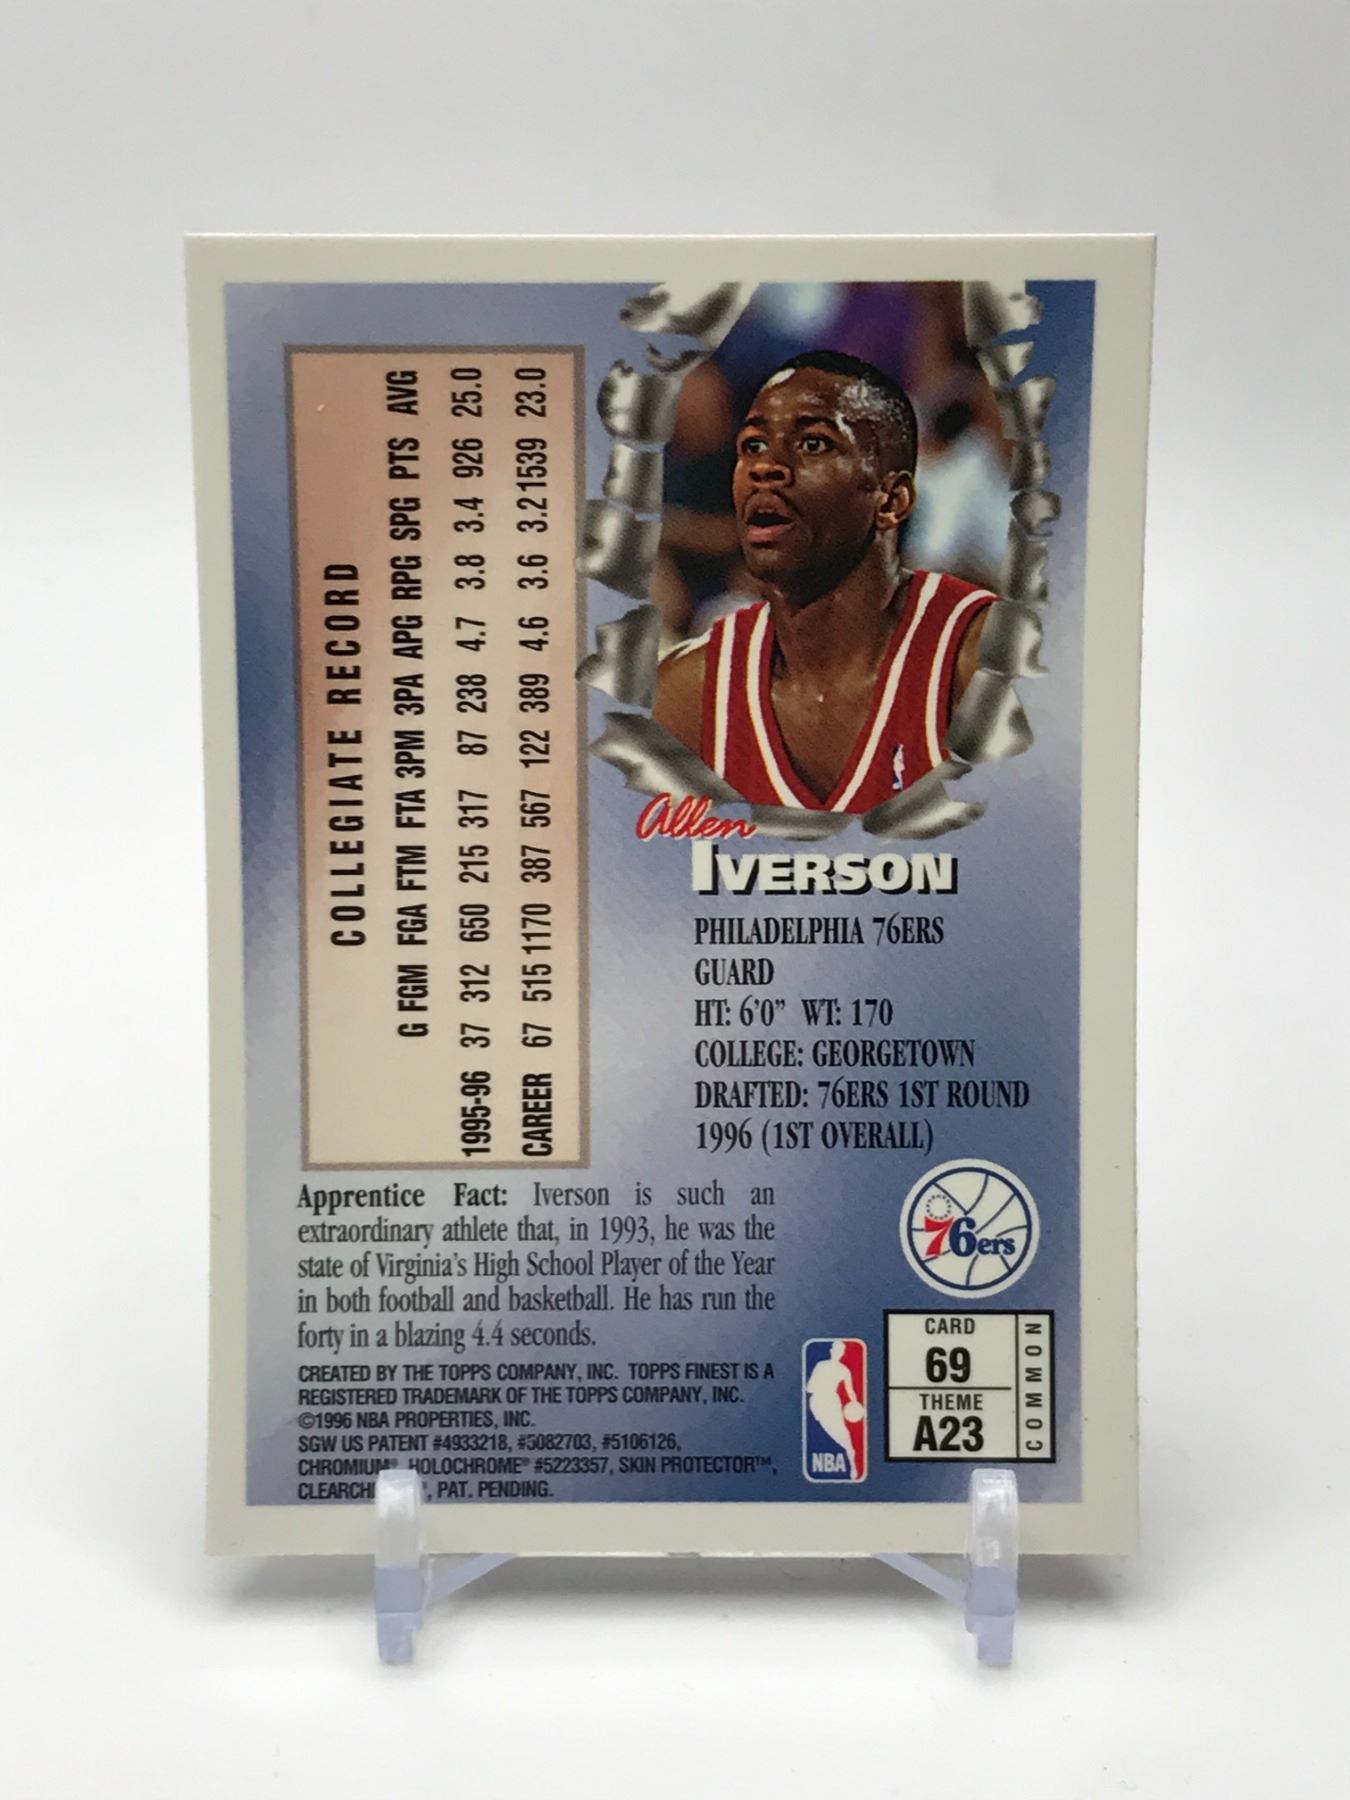 COLLEGIATE RECORD
G FGM FGA FTM FTA 3PM 3PA APG RPG SPG PTS AVG
1995-96 37 312 650 215 317 87 238 4.7 3.8 3.4 926 25.0
CAREER 67 515 1170 387 567 122 389 4.6 3.6 3.2 1539 23.0
Allen
IVERSON
PHILADELPHIA 76ERS
GUARD
HT: 6'0" WT: 170
COLLEGE: GEORGETOWN
DRAFTED: 76ERS 1ST ROUND
1996 (1ST OVERALL)
Apprentice Fact: Iverson is such an
extraordinary athlete that, in 1993, he was the
state of Virginia's High School Player of the Year
in both football and basketball. He has run the
forty in a blazing 4.4 seconds.
CREATED BY THE TOPPS COMPANY, INC. TOPPS FINEST IS A
REGISTERED TRADEMARK OF THE TOPPS COMPANY, INC.
©1996 NBA PROPERTIES, INC.
SGW US PATENT #4933218, #5082703, #5106126,
CHROMIUM® HOLOCHROME® #5223357, SKIN PROTECTOR™,
PAT. PENDING.
76ers
NBA
CARD
69
THEME
A23
COMMON